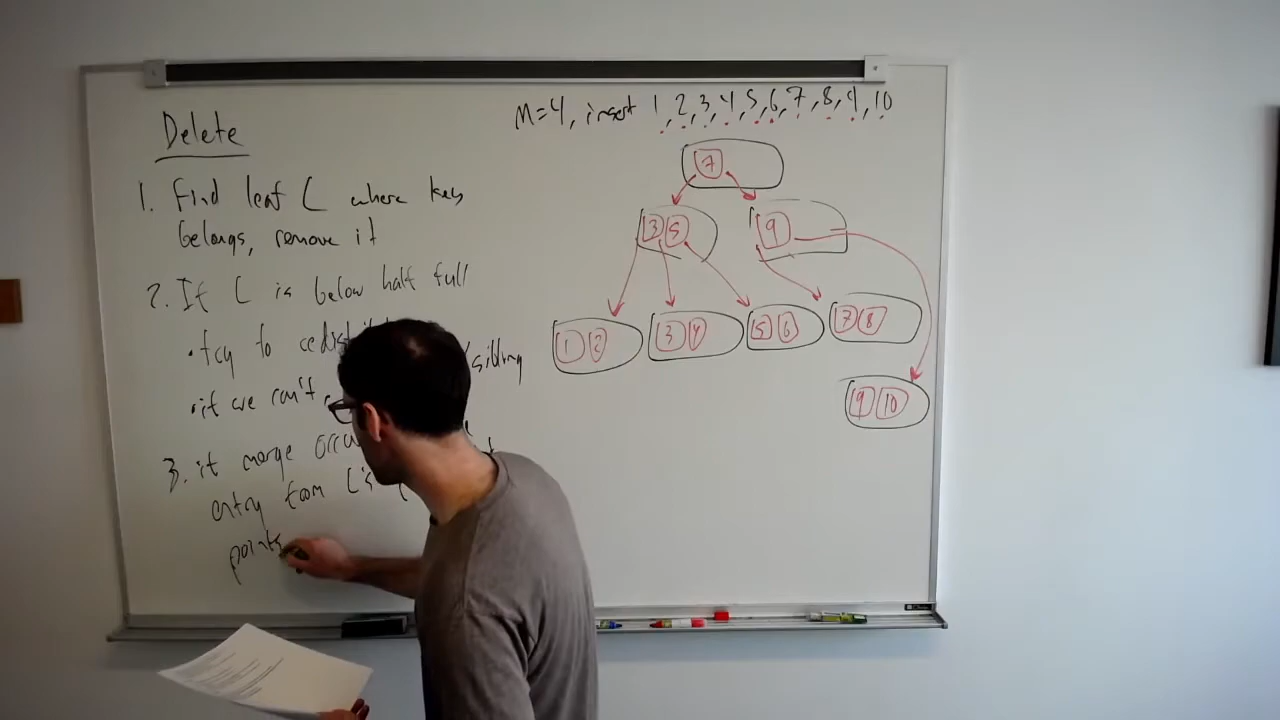 Delete
1. Find leaf L where key
belongs, remove it
2. If L is below half full
• try to sibling
• if we can't
3. if merge
entry from L's
points
M=4, insert 1, 2, 3, 4, 5, 6, 7, 8, 9, 10
7
3 5 9
1 2 3 4 5 6 7 8
9 10